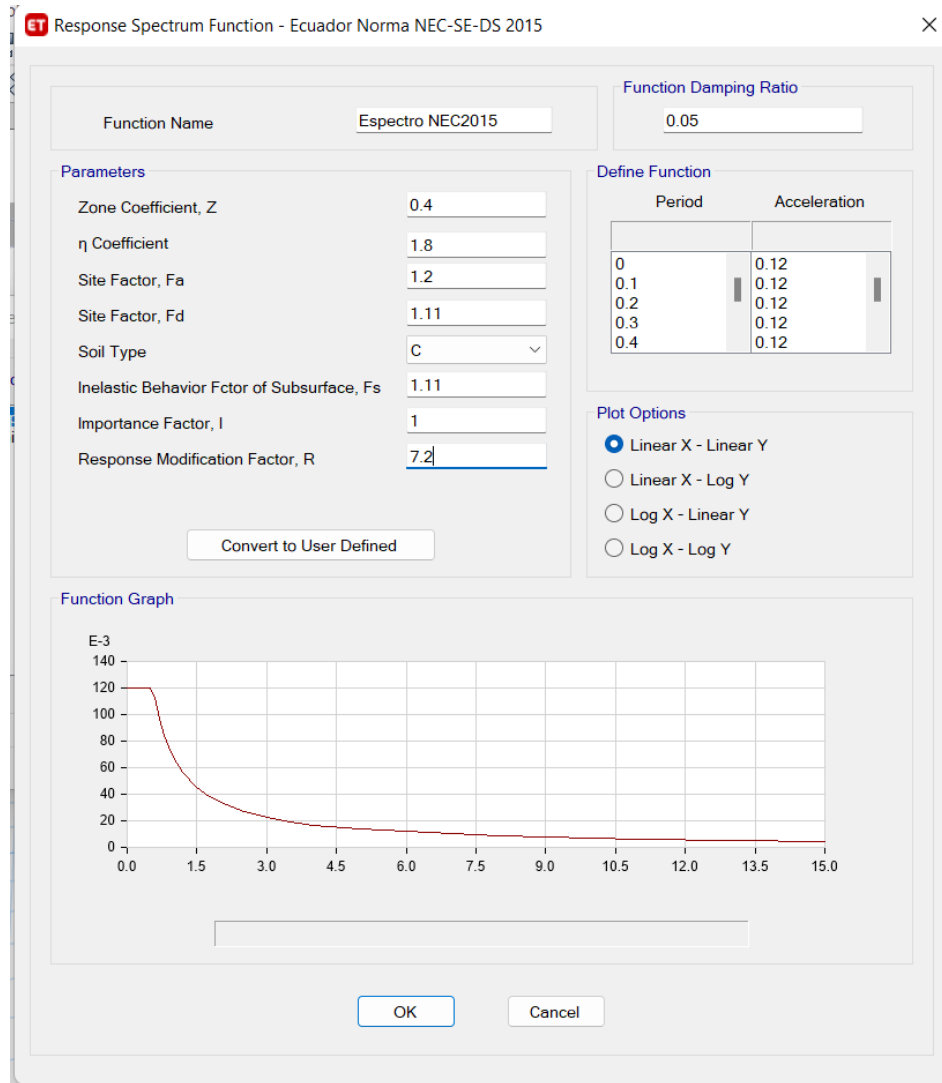 ET Response Spectrum Function - Ecuador Norma NEC-SE-DS 2015
Function Name Espectro NEC2015
Function Damping Ratio
0.05
Parameters
Zone Coefficient, Z 0.4
η Coefficient 1.8
Site Factor, Fa 1.2
Site Factor, Fd 1.11
Soil Type C
Inelastic Behavior Fctor of Subsurface, Fs 1.11
Importance Factor, I 1
Response Modification Factor, R 7.2
Convert to User Defined
Define Function
Period Acceleration
0 0.12
0.1 0.12
0.2 0.12
0.3 0.12
0.4 0.12
Plot Options
Linear X - Linear Y
Linear X - Log Y
Log X - Linear Y
Log X - Log Y
Function Graph
E-3
140
120
100
80
60
40
20
0
0.0 1.5 3.0 4.5 6.0 7.5 9.0 10.5 12.0 13.5 15.0
OK Cancel